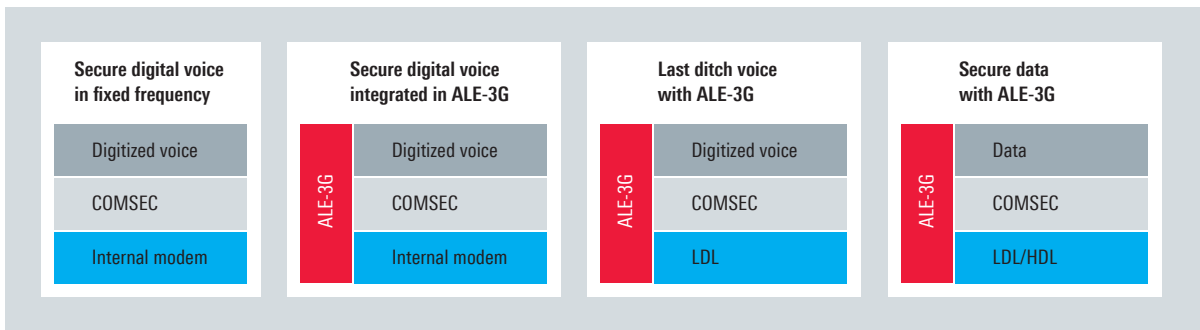 Secure digital voice
in fixed frequency
Digitized voice
COMSEC
Internal modem
Secure digital voice
integrated in ALE-3G
ALE-3G
Digitized voice
COMSEC
Internal modem
Last ditch voice
with ALE-3G
ALE-3G
Digitized voice
COMSEC
LDL
Secure data
with ALE-3G
ALE-3G
Data
COMSEC
LDL/HDL